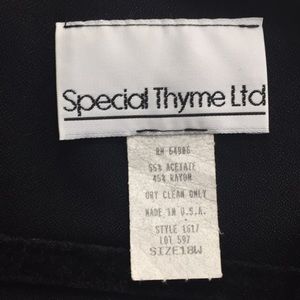 Special Thyme Ltd
RN 64986
55% ACETATE
45% RAYON
DRY CLEAN ONLY
MADE IN U.S.A.
STYLE 1617
LOT 597
SIZE18W